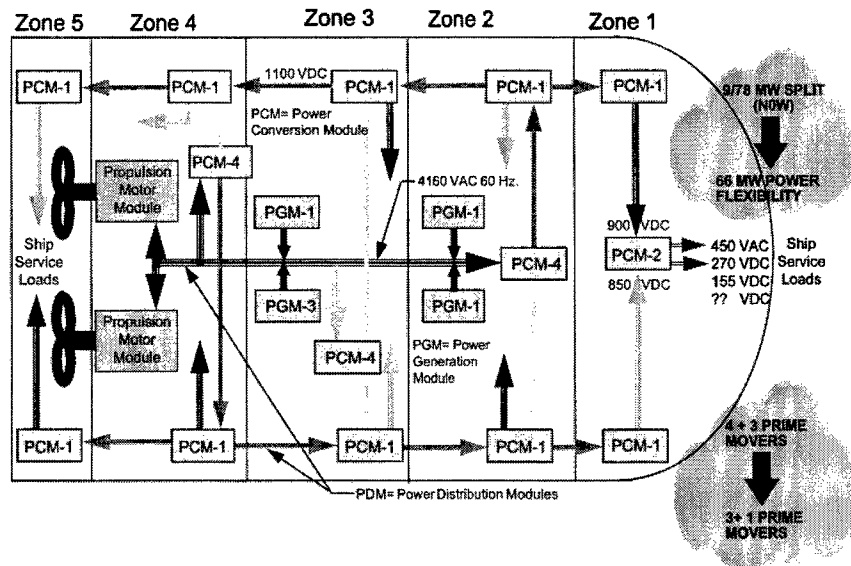 Zone 5
Zone 4
Zone 3
Zone 2
Zone 1
PCM-1
PCM-1
1100 VDC
PCM-1
PCM-1
PCM-1
9/78 MW SPLIT
(N0W)
PCM= Power
Conversion Module
PCM-4
Propulsion
Motor
Module
4160 VAC 60 Hz.
66 MW POWER
FLEXIBILITY
PGM-1
PGM-1
Ship
Service
Loads
900 VDC
PCM-2
850 VDC
PCM-4
450 VAC
270 VDC
155 VDC
?? VDC
Ship
Service
Loads
PGM-3
PGM-1
Propulsion
Motor
Module
PCM-4
PGM= Power
Generation
Module
PCM-1
PCM-1
PCM-1
PCM-1
PCM-1
4 + 3 PRIME
MOVERS
PDM= Power Distribution Modules
3+ 1 PRIME
MOVERS